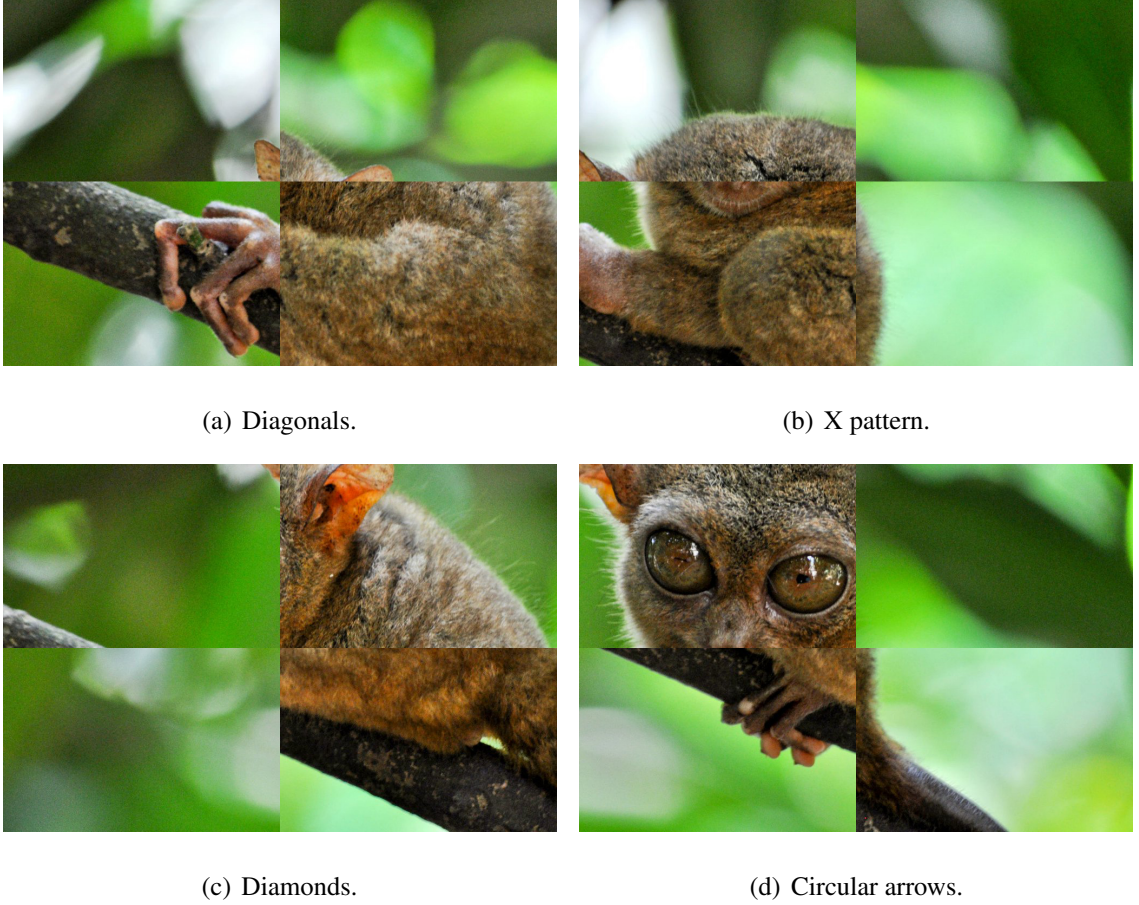 (a) Diagonals.
(b) X pattern.
(c) Diamonds.
(d) Circular arrows.